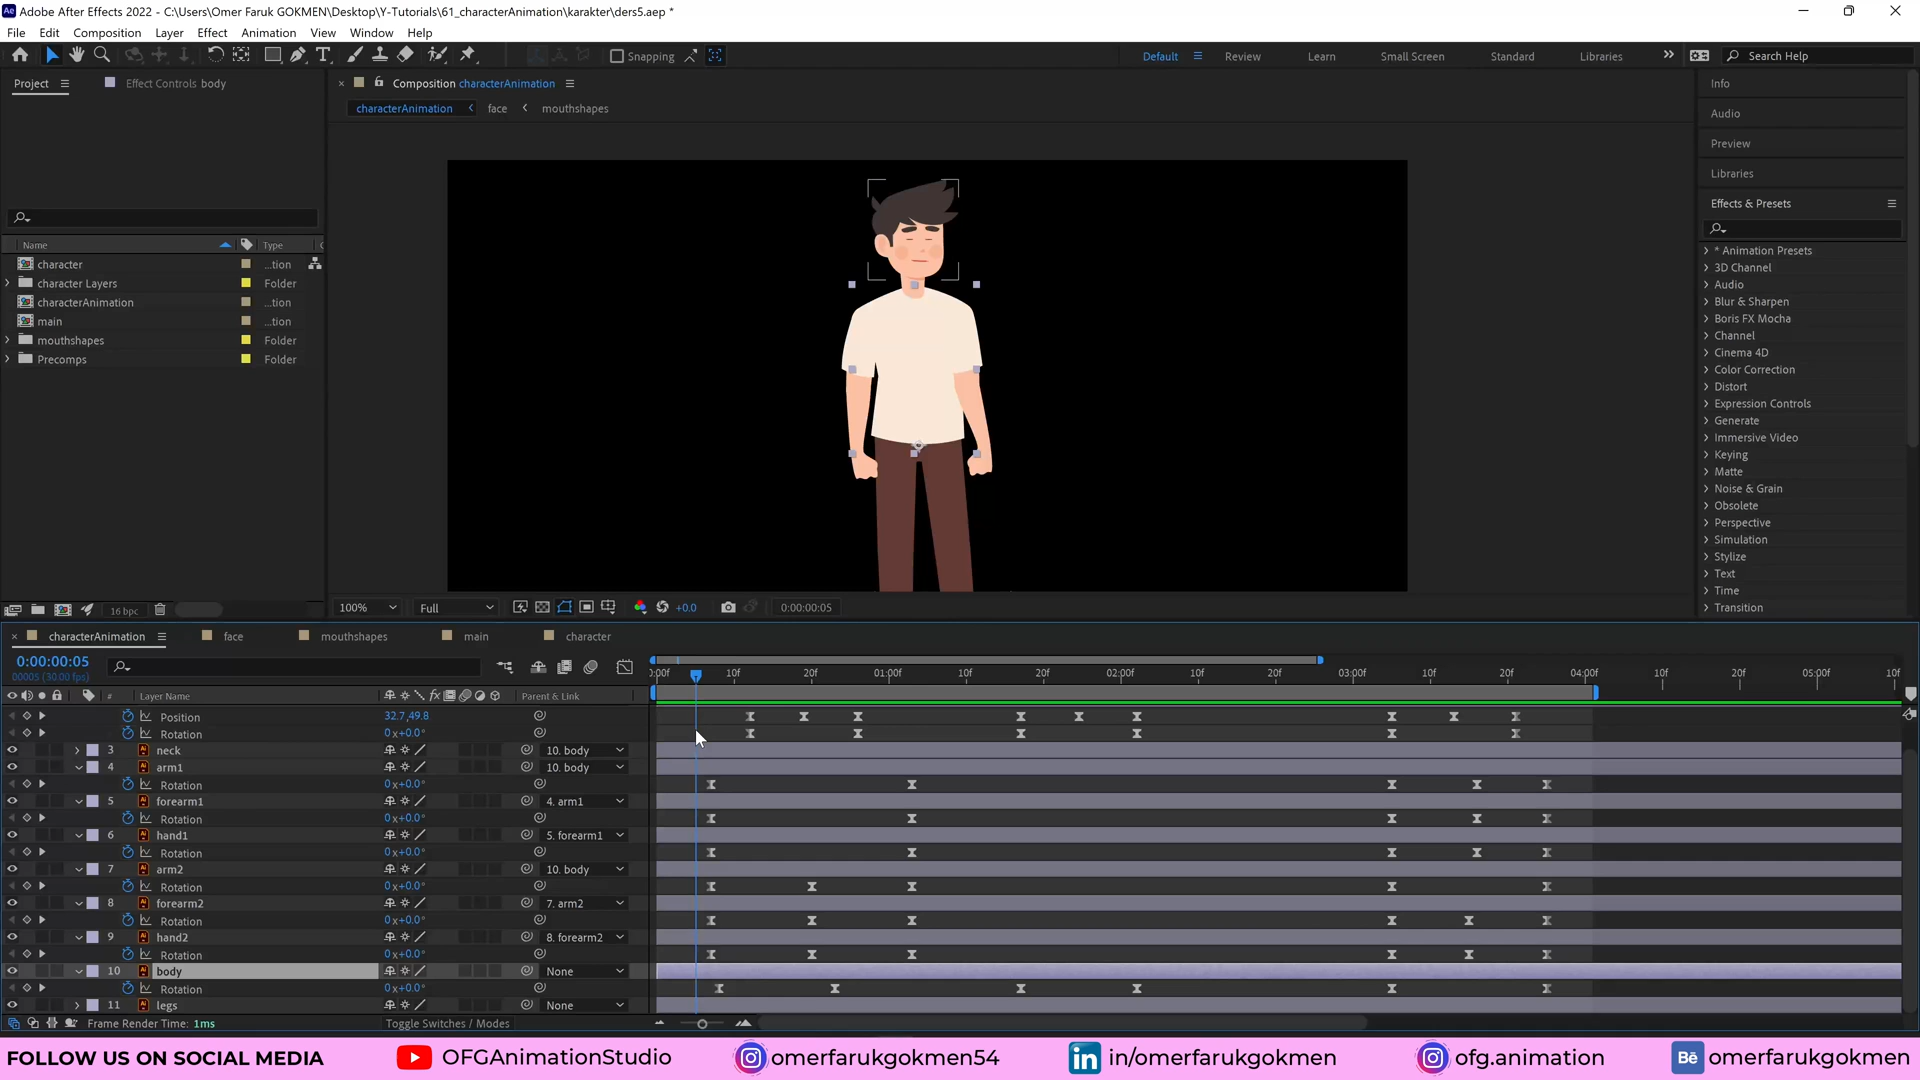 Adobe After Effects 2022 - C:\Users\Omer Faruk GOKMEN\Desktop\Y-Tutorials\61_characterAnimation\karakter\ders5.aep *
File Edit Composition Layer Effect Animation View Window Help
Snapping Default Review Learn Small Screen Standard Libraries Search Help
Project Effect Controls body Composition characterAnimation
characterAnimation face mouthshapes
Name Type
character ...tion
character Layers Folder
characterAnimation ...tion
main ...tion
mouthshapes Folder
Precomps Folder
16 bpc
100% Full +0.0 0:00:00:05
Info
Audio
Preview
Libraries
Effects & Presets
* Animation Presets
3D Channel
Audio
Blur & Sharpen
Boris FX Mocha
Channel
Cinema 4D
Color Correction
Distort
Expression Controls
Generate
Immersive Video
Keying
Matte
Noise & Grain
Obsolete
Perspective
Simulation
Stylize
Text
Time
Transition
characterAnimation face mouthshapes main character
0:00:00:05
00005 (30.00 fps)
:00f 10f 20f 01:00f 10f 20f 02:00f 10f 20f 03:00f 10f 20f 04:00f 10f 20f 05:00f 10f
# Layer Name Parent & Link
Position 32.7,49.8
Rotation 0x+0.0°
3 neck 10. body
4 arm1 10. body
Rotation 0x+0.0°
5 forearm1 4. arm1
Rotation 0x+0.0°
6 hand1 5. forearm1
Rotation 0x+0.0°
7 arm2 10. body
Rotation 0x+0.0°
8 forearm2 7. arm2
Rotation 0x+0.0°
9 hand2 8. forearm2
Rotation 0x+0.0°
10 body None
Rotation 0x+0.0°
11 legs None
Frame Render Time: 1ms Toggle Switches / Modes
FOLLOW US ON SOCIAL MEDIA OFGAnimationStudio omerfarukgokmen54 in/omerfarukgokmen ofg.animation omerfarukgokmen